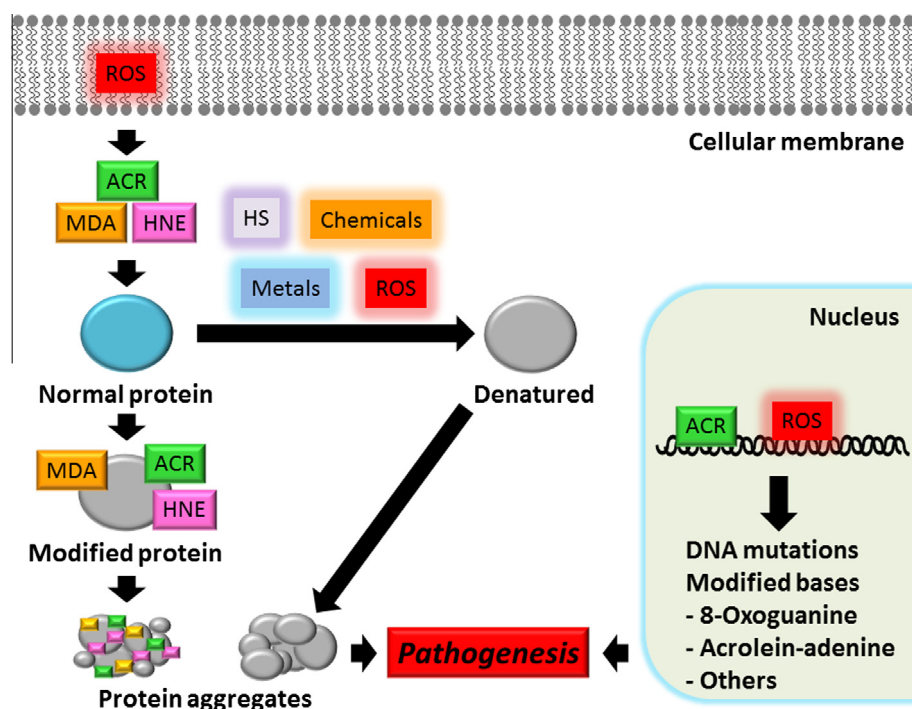 ROS
Cellular membrane
ACR
MDA HNE
HS Chemicals
Metals ROS
Normal protein
Denatured
MDA ACR
HNE
Modified protein
Protein aggregates
Pathogenesis
Nucleus
ACR ROS
DNA mutations
Modified bases
- 8-Oxoguanine
- Acrolein-adenine
- Others